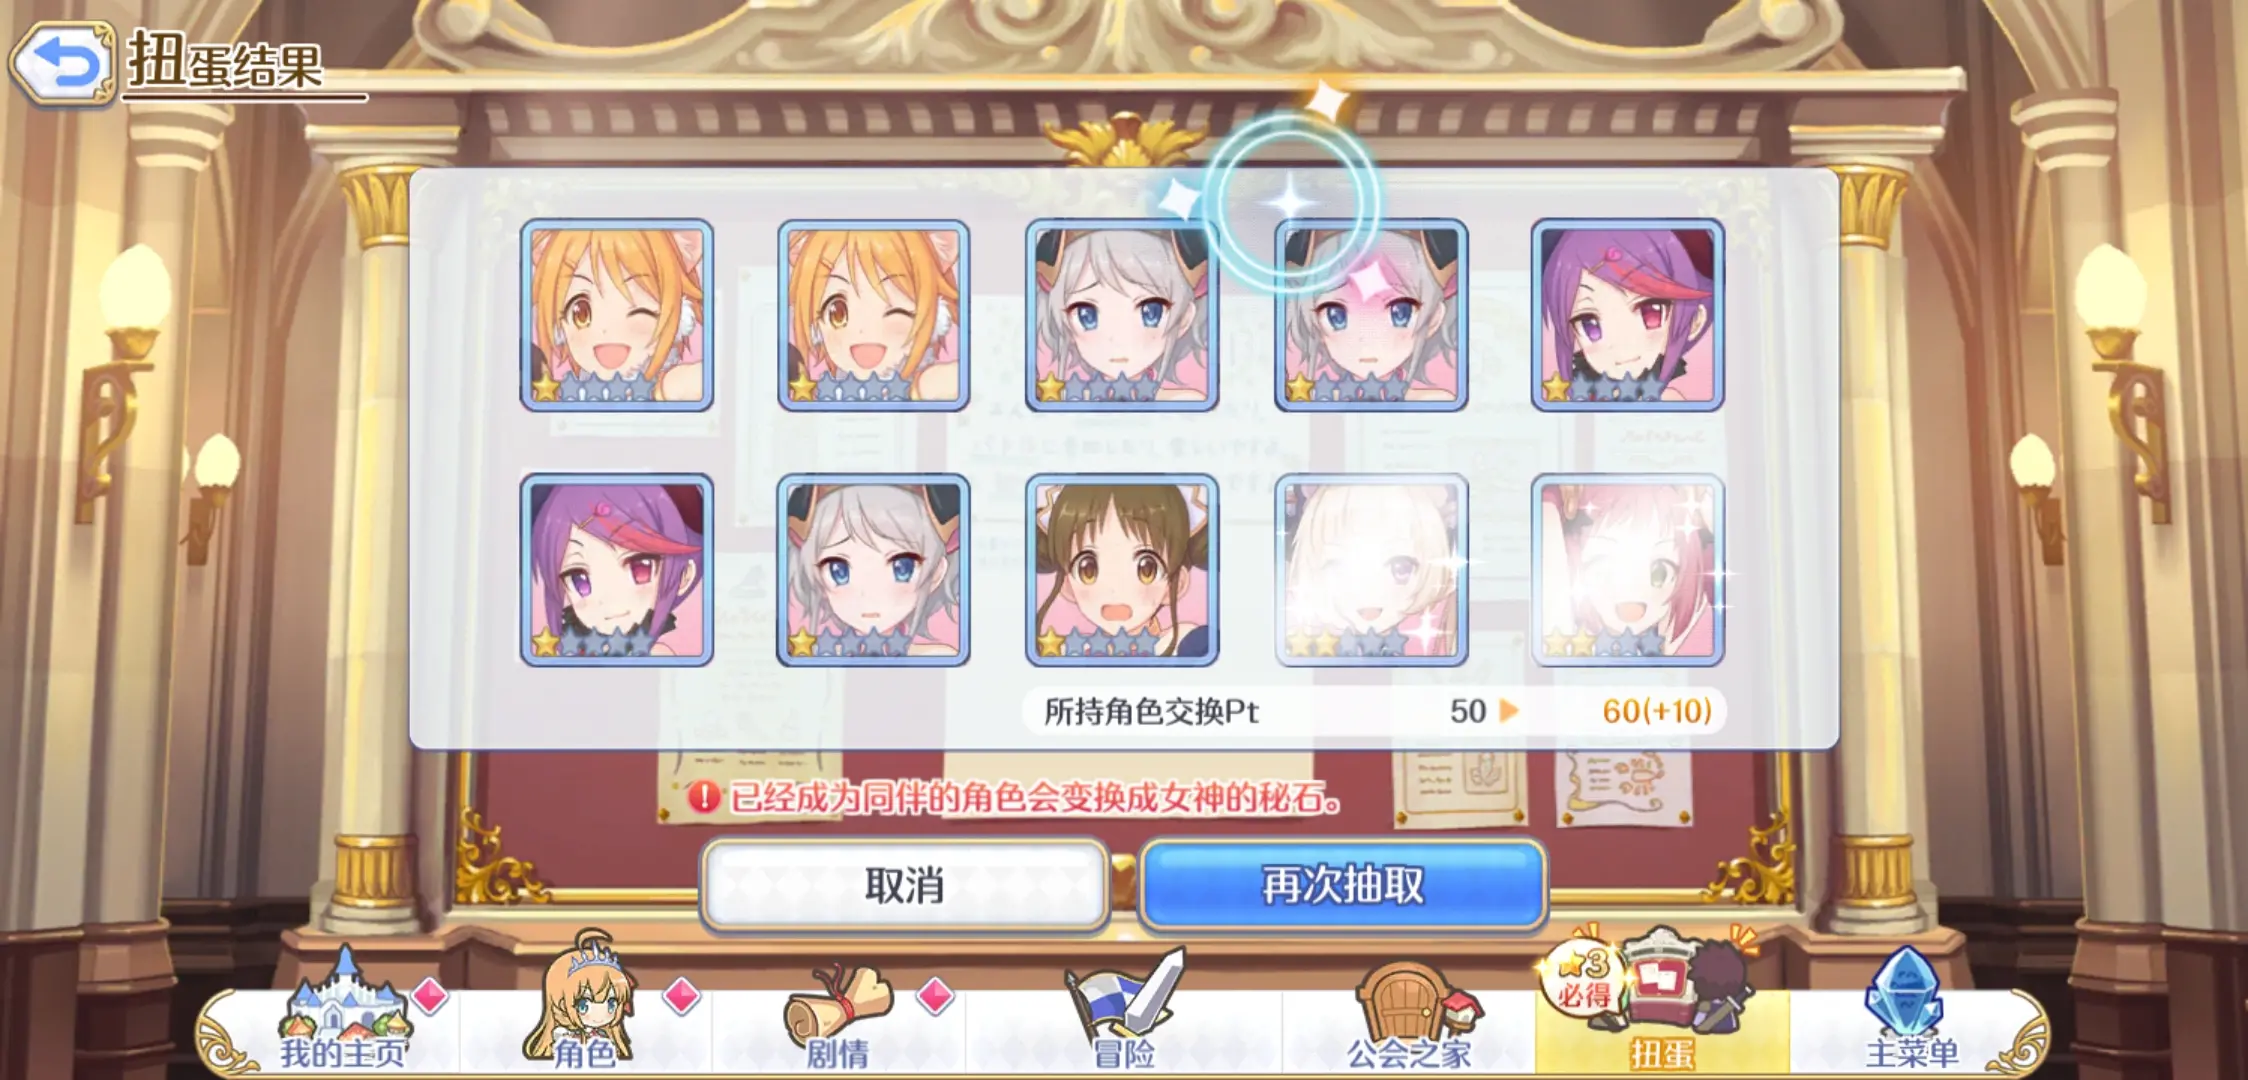 扭蛋结果
所持角色交换Pt 50 60(+10)
已经成为同伴的角色会变换成女神的秘石。
取消
再次抽取
3
必得
我的主页
角色
剧情
冒险
公会之家
扭蛋
主菜单